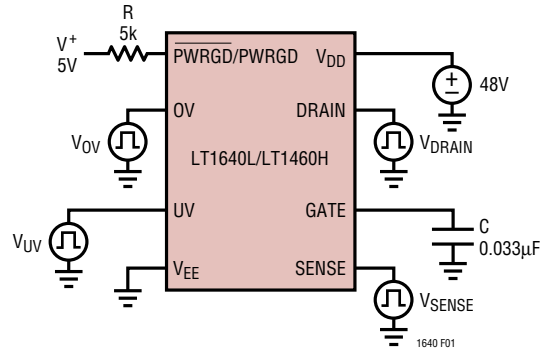 R
5k
V+
5V
PWRGD/PWRGD
VDD
48V
OV
DRAIN
VOV
VDRAIN
LT1640L/LT1460H
UV
GATE
VUV
C
0.033µF
VEE
SENSE
VSENSE
1640 F01